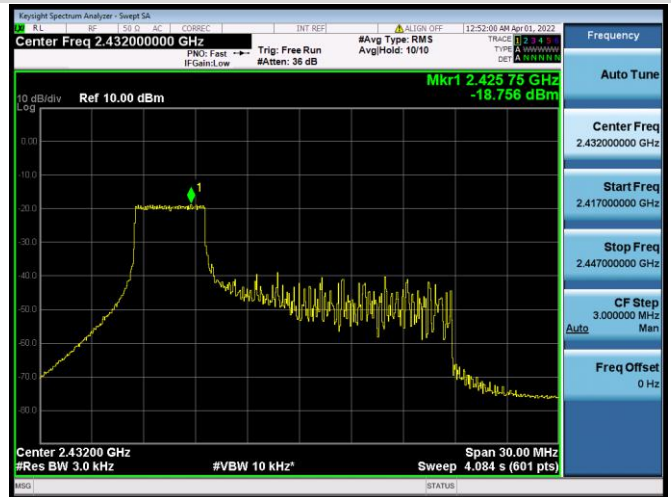 Keysight Spectrum Analyzer - Swept SA
RL RF 50 Ω AC CORREC INT REF ALIGN OFF 12:52:00 AM Apr 01, 2022
Center Freq 2.432000000 GHz
PNO: Fast
IFGain:Low
Trig: Free Run
#Atten: 36 dB
#Avg Type: RMS
Avg|Hold: 10/10
TRACE 1 2 3 4 5 6
TYPE A WWWWW
DET A N N N N N
Mkr1 2.425 75 GHz
-18.756 dBm
10 dB/div Ref 10.00 dBm
Log
0.00
-10.0
-20.0
-30.0
-40.0
-50.0
-60.0
-70.0
-80.0
1
Center 2.43200 GHz
Span 30.00 MHz
#Res BW 3.0 kHz
#VBW 10 kHz*
Sweep 4.084 s (601 pts)
MSG
STATUS
Frequency
Auto Tune
Center Freq
2.432000000 GHz
Start Freq
2.417000000 GHz
Stop Freq
2.447000000 GHz
CF Step
3.000000 MHz
Auto Man
Freq Offset
0 Hz